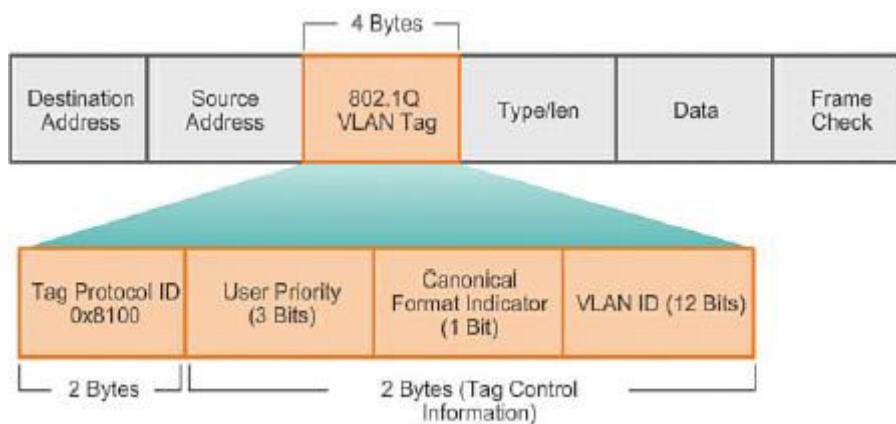 4 Bytes
Destination
Address
Source
Address
802.1Q
VLAN Tag
Type/len
Data
Frame
Check
Tag Protocol ID
0x8100
User Priority
(3 Bits)
Canonical
Format Indicator
(1 Bit)
VLAN ID (12 Bits)
2 Bytes
2 Bytes (Tag Control
Information)